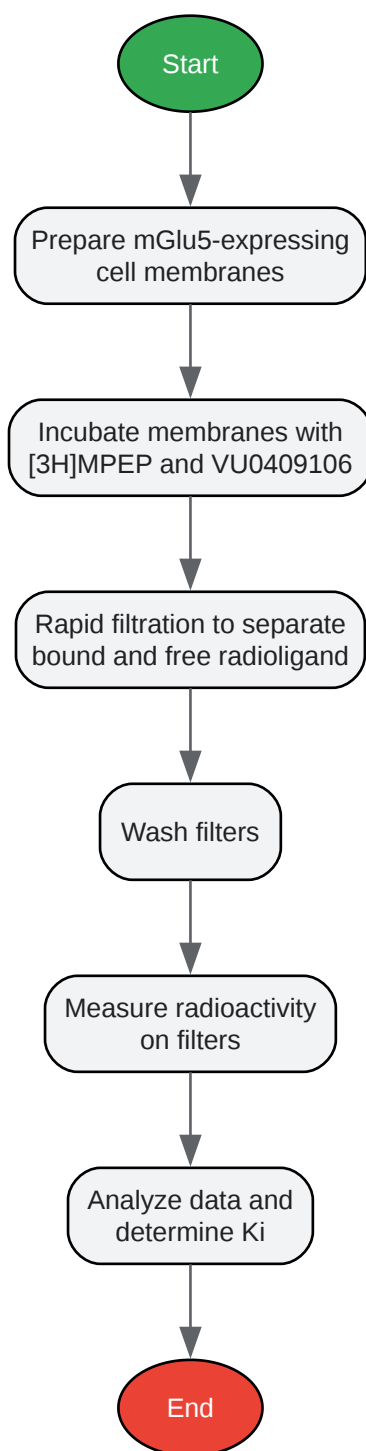 Start
Prepare mGlu5-expressing
cell membranes
Incubate membranes with
[3H]MPEP and VU0409106
Rapid filtration to separate
bound and free radioligand
Wash filters
Measure radioactivity
on filters
Analyze data and
determine Ki
End